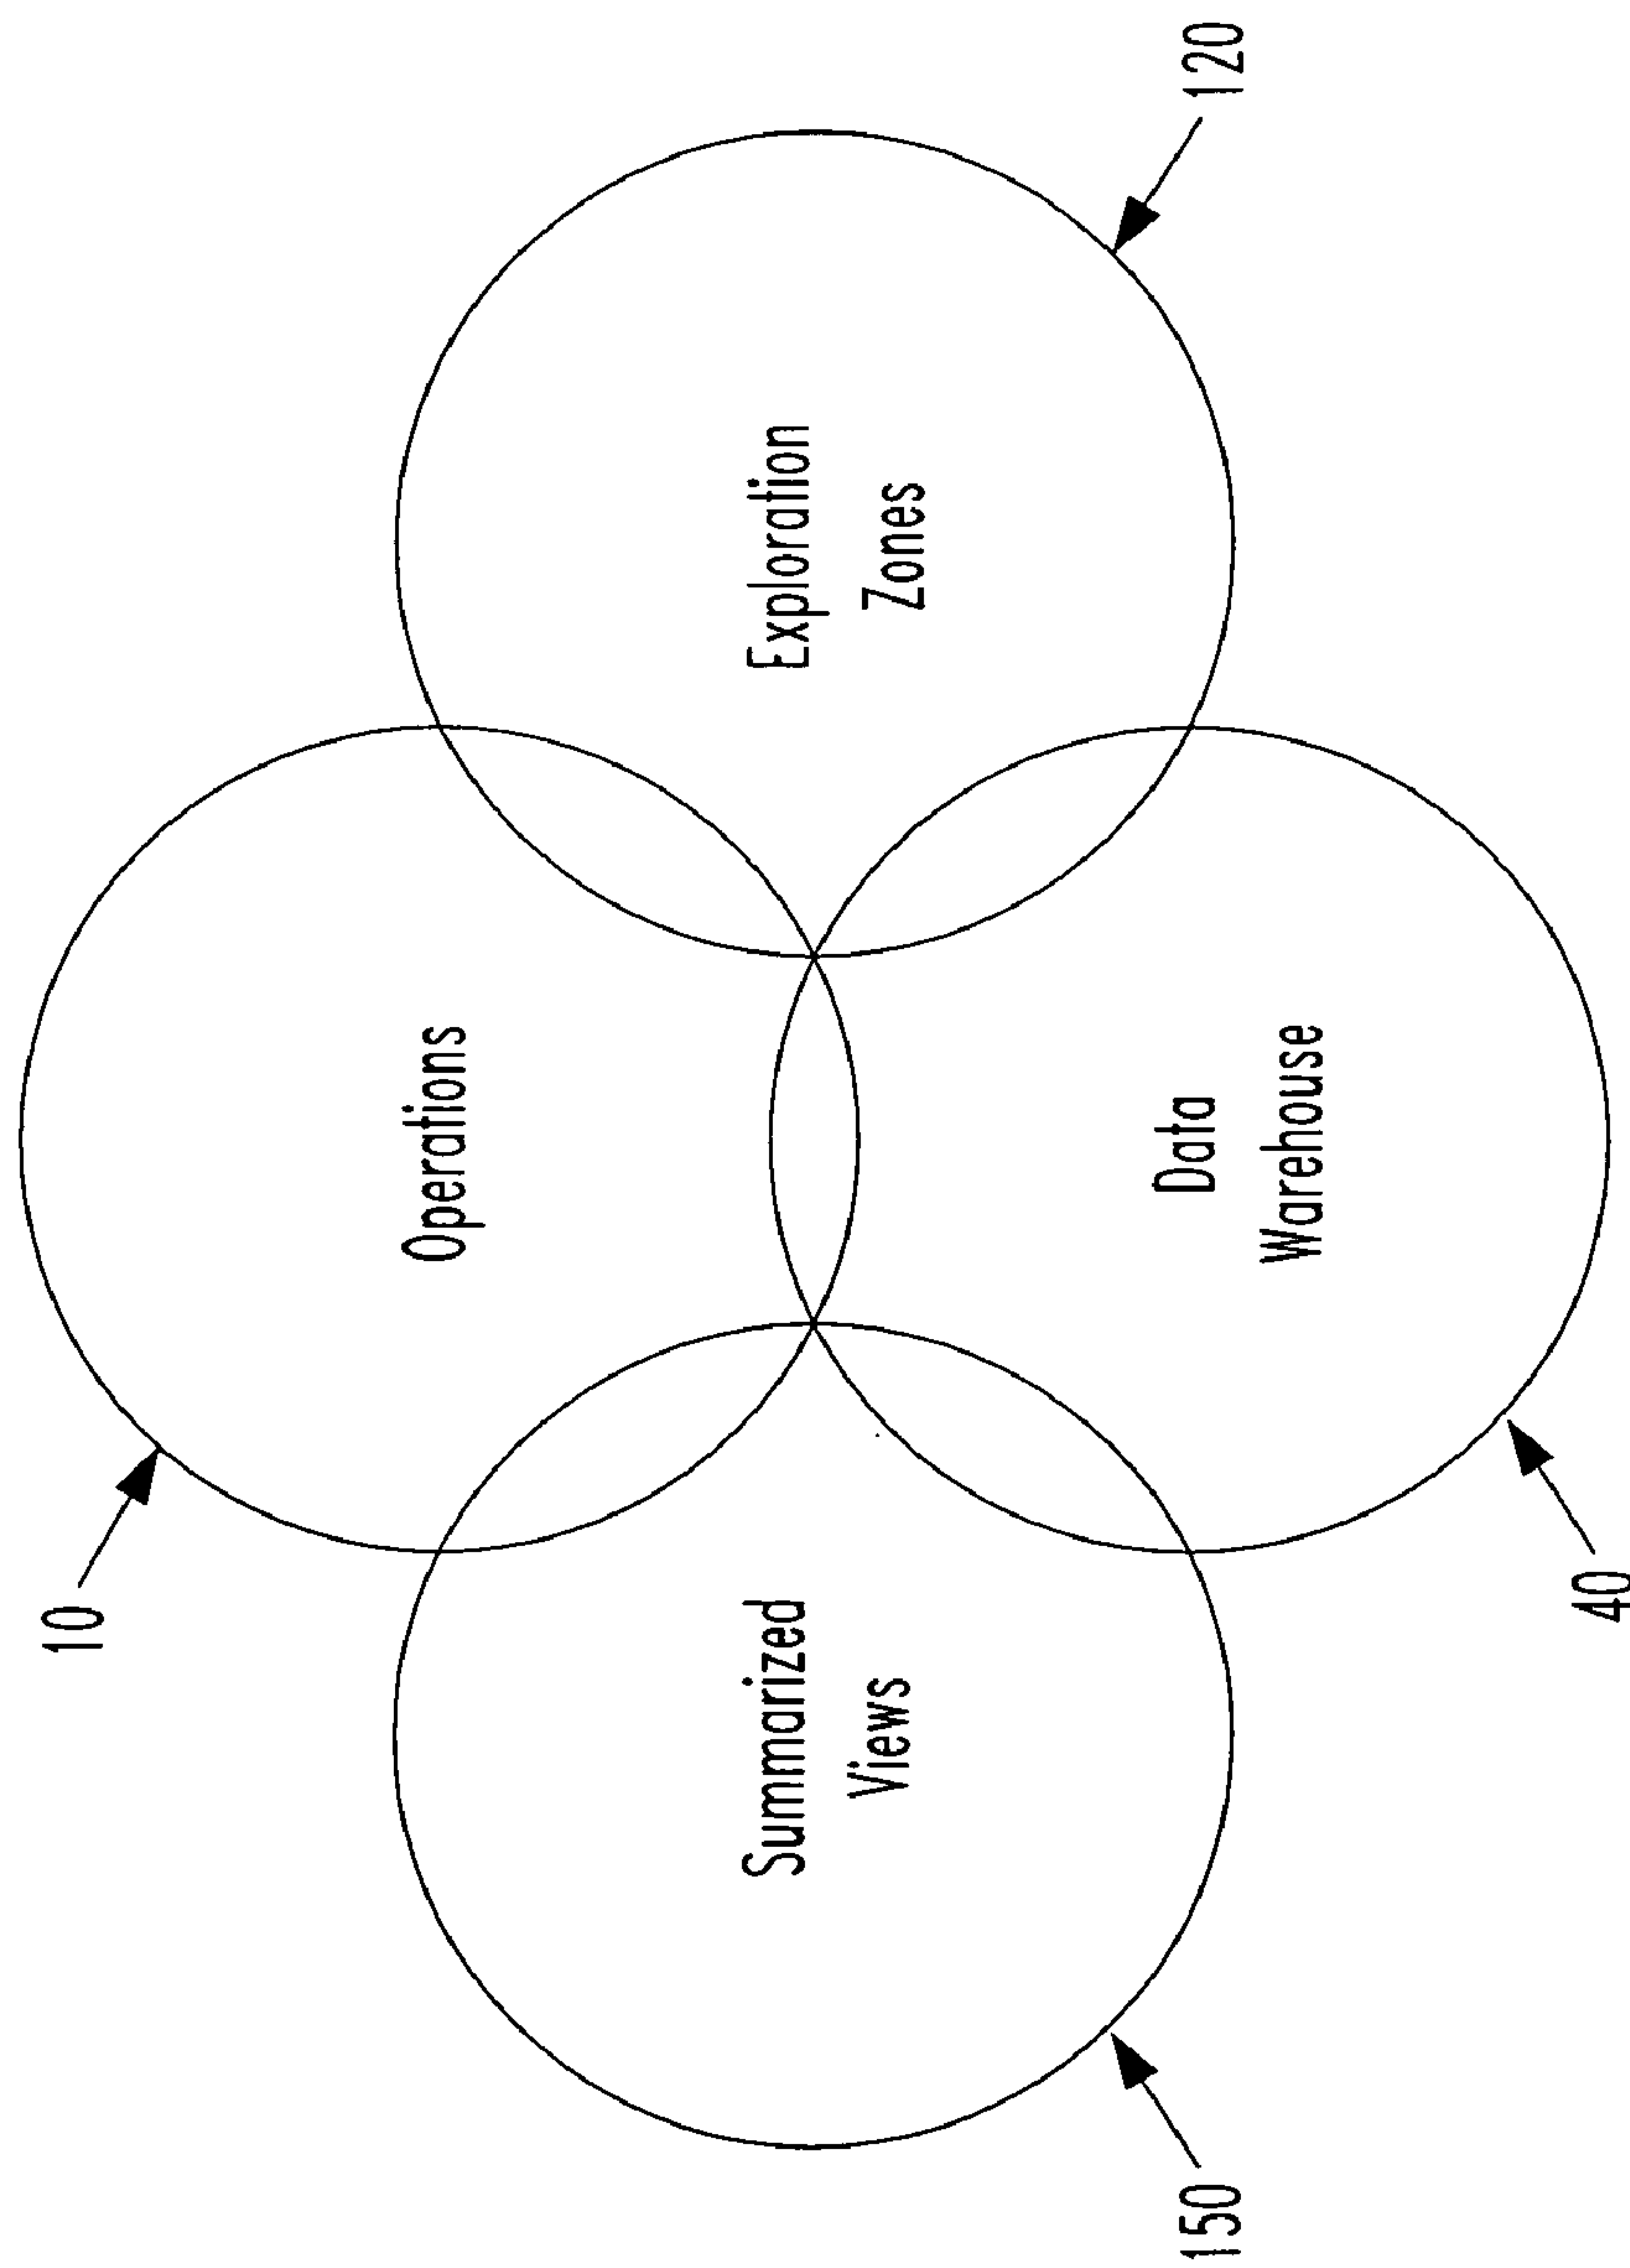 10
Operations
Summarized
Views
Exploration
Zones
150
Data
Warehouse
120
40